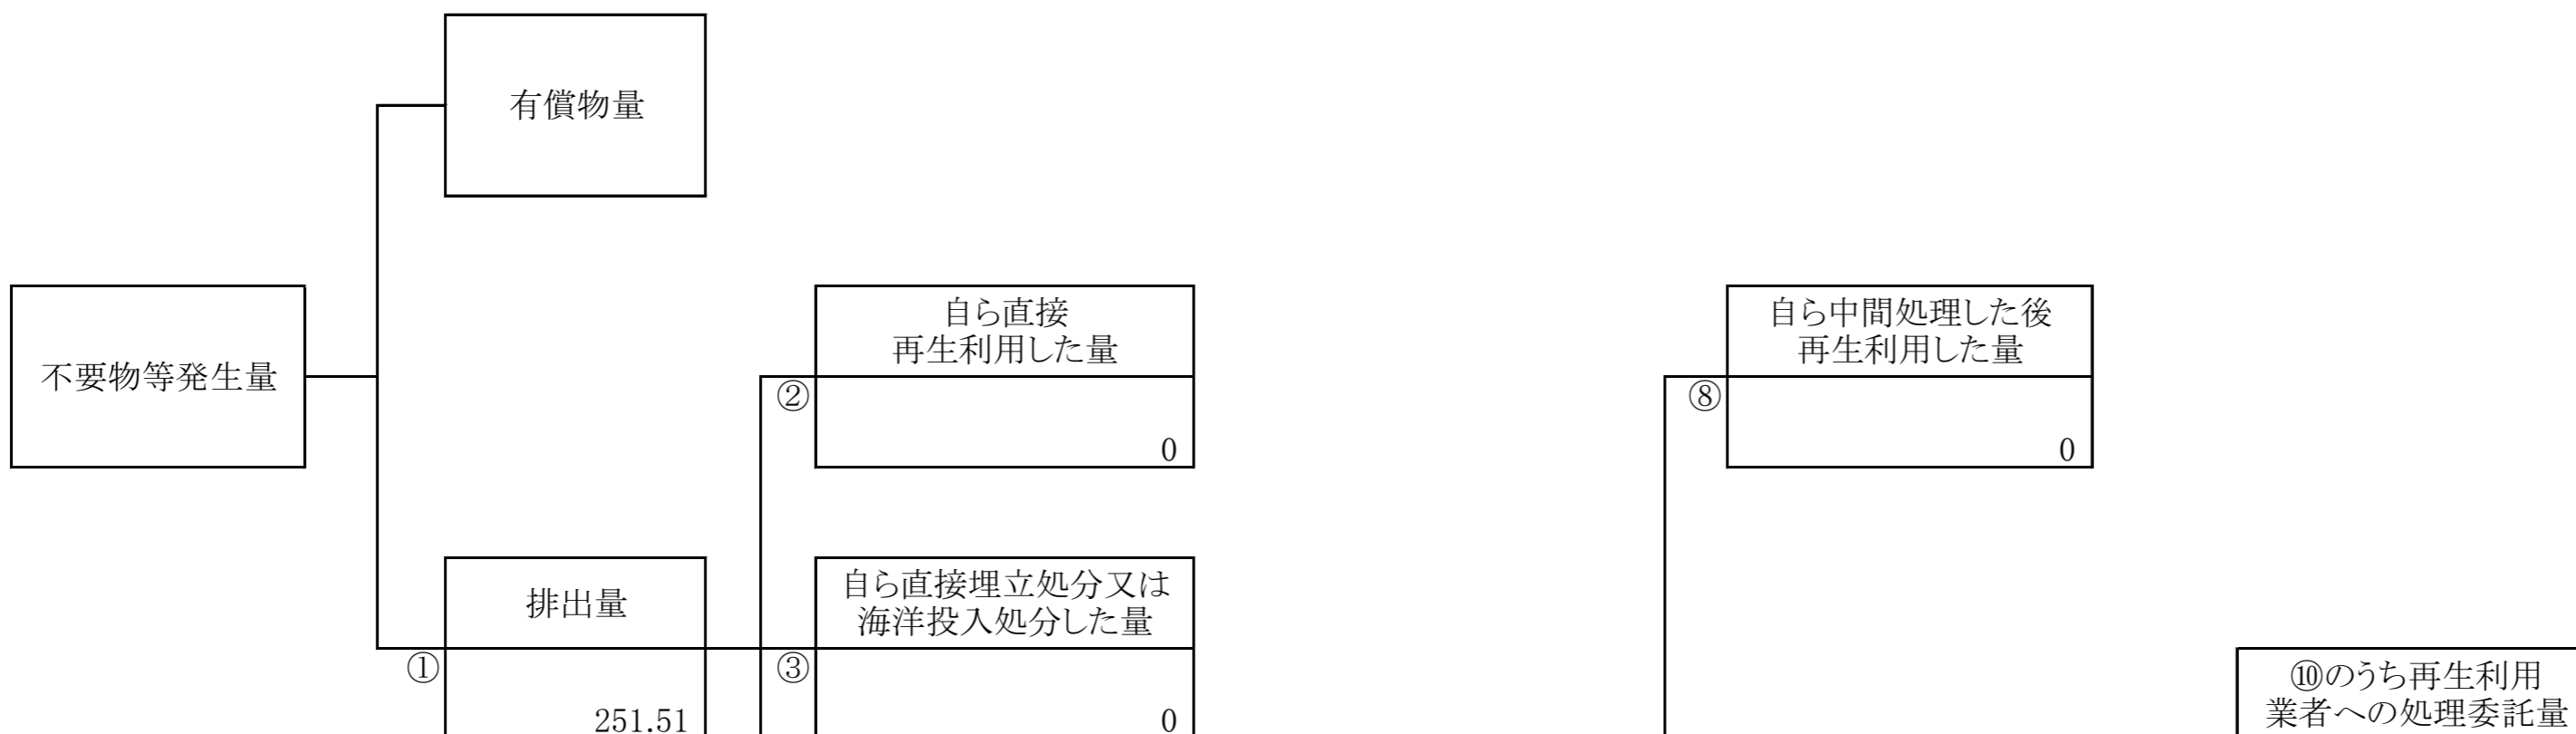 有償物量
不要物等発生量
自ら直接
再生利用した量
②
0
自ら中間処理した後
再生利用した量
⑧
0
排出量
①
251.51
自ら直接埋立処分又は
海洋投入処分した量
③
0
⑩のうち再生利用
業者への処理委託量